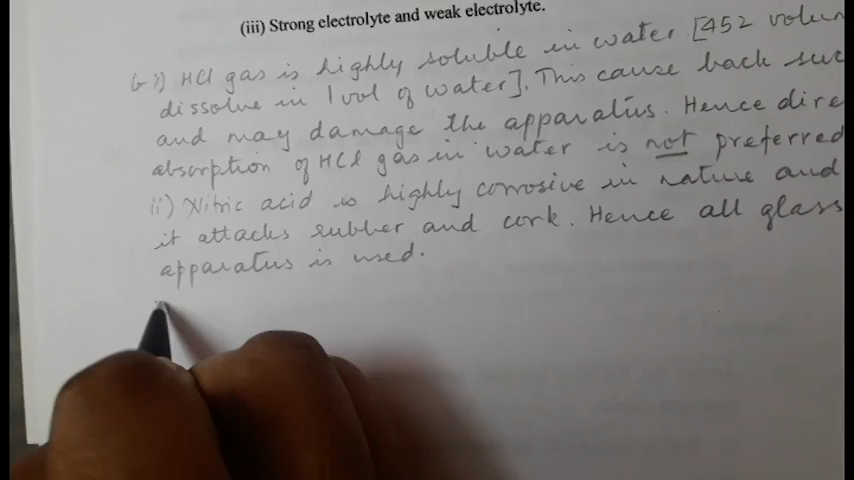 (iii) Strong electrolyte and weak electrolyte.
b i) HCl gas is highly soluble in water [452 volum
dissolve in 1 vol of water]. This cause back suc
and may damage the apparatus. Hence dire
absorption of HCl gas in water is not preferred
ii) Nitric acid is highly corrosive in nature and
it attacks rubber and cork. Hence all glass
apparatus is used.